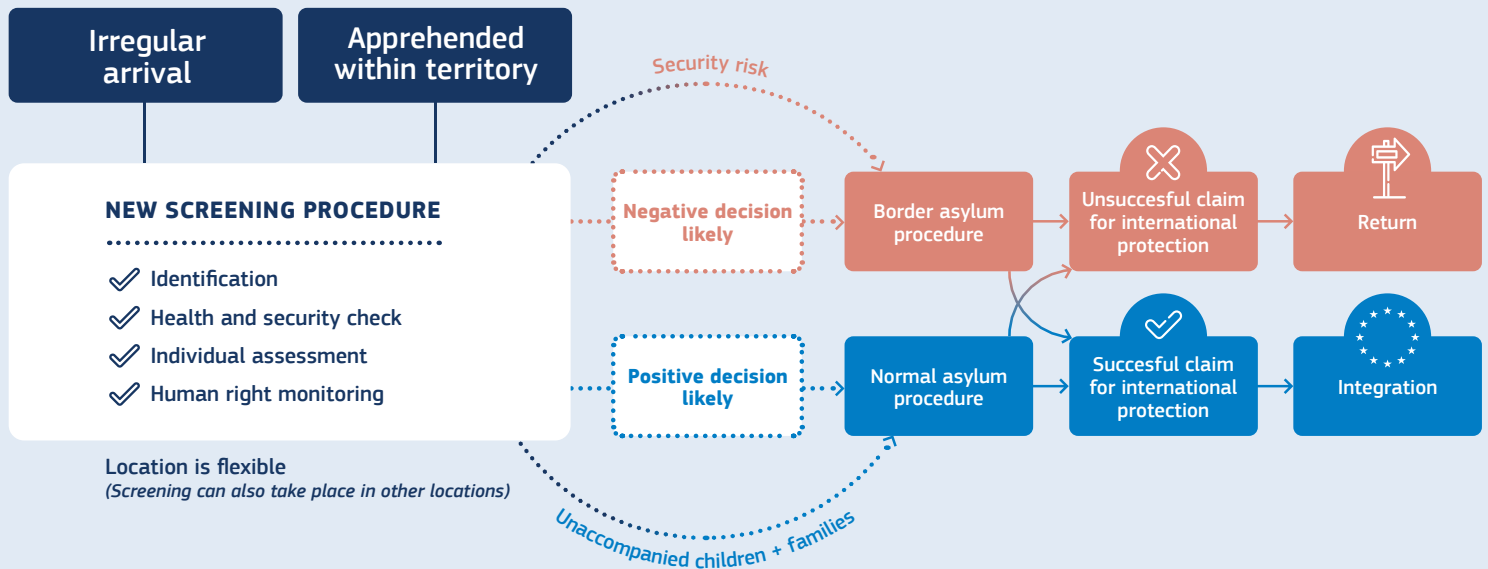 Irregular
arrival
Apprehended
within territory
NEW SCREENING PROCEDURE
Identification
Health and security check
Individual assessment
Human right monitoring
Location is flexible
(Screening can also take place in other locations)
Security risk
Negative decision
likely
Border asylum
procedure
Unsuccesful claim
for international
protection
Return
Positive decision
likely
Normal asylum
procedure
Succesful claim
for international
protection
Integration
Unaccompanied children + families